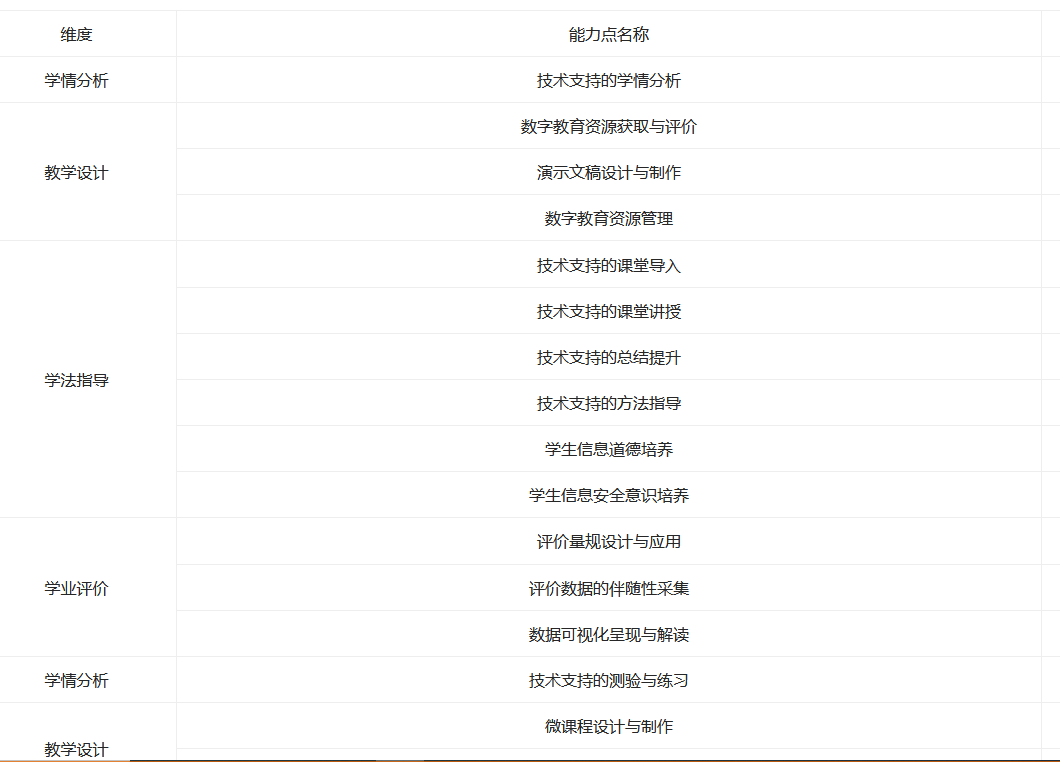 维度 能力点名称
学情分析 技术支持的学情分析
数字教育资源获取与评价
教学设计 演示文稿设计与制作
数字教育资源管理
技术支持的课堂导入
技术支持的课堂讲授
技术支持的总结提升
学法指导
技术支持的方法指导
学生信息道德培养
学生信息安全意识培养
评价量规设计与应用
学业评价 评价数据的伴随性采集
数据可视化呈现与解读
学情分析 技术支持的测验与练习
微课程设计与制作
教学设计